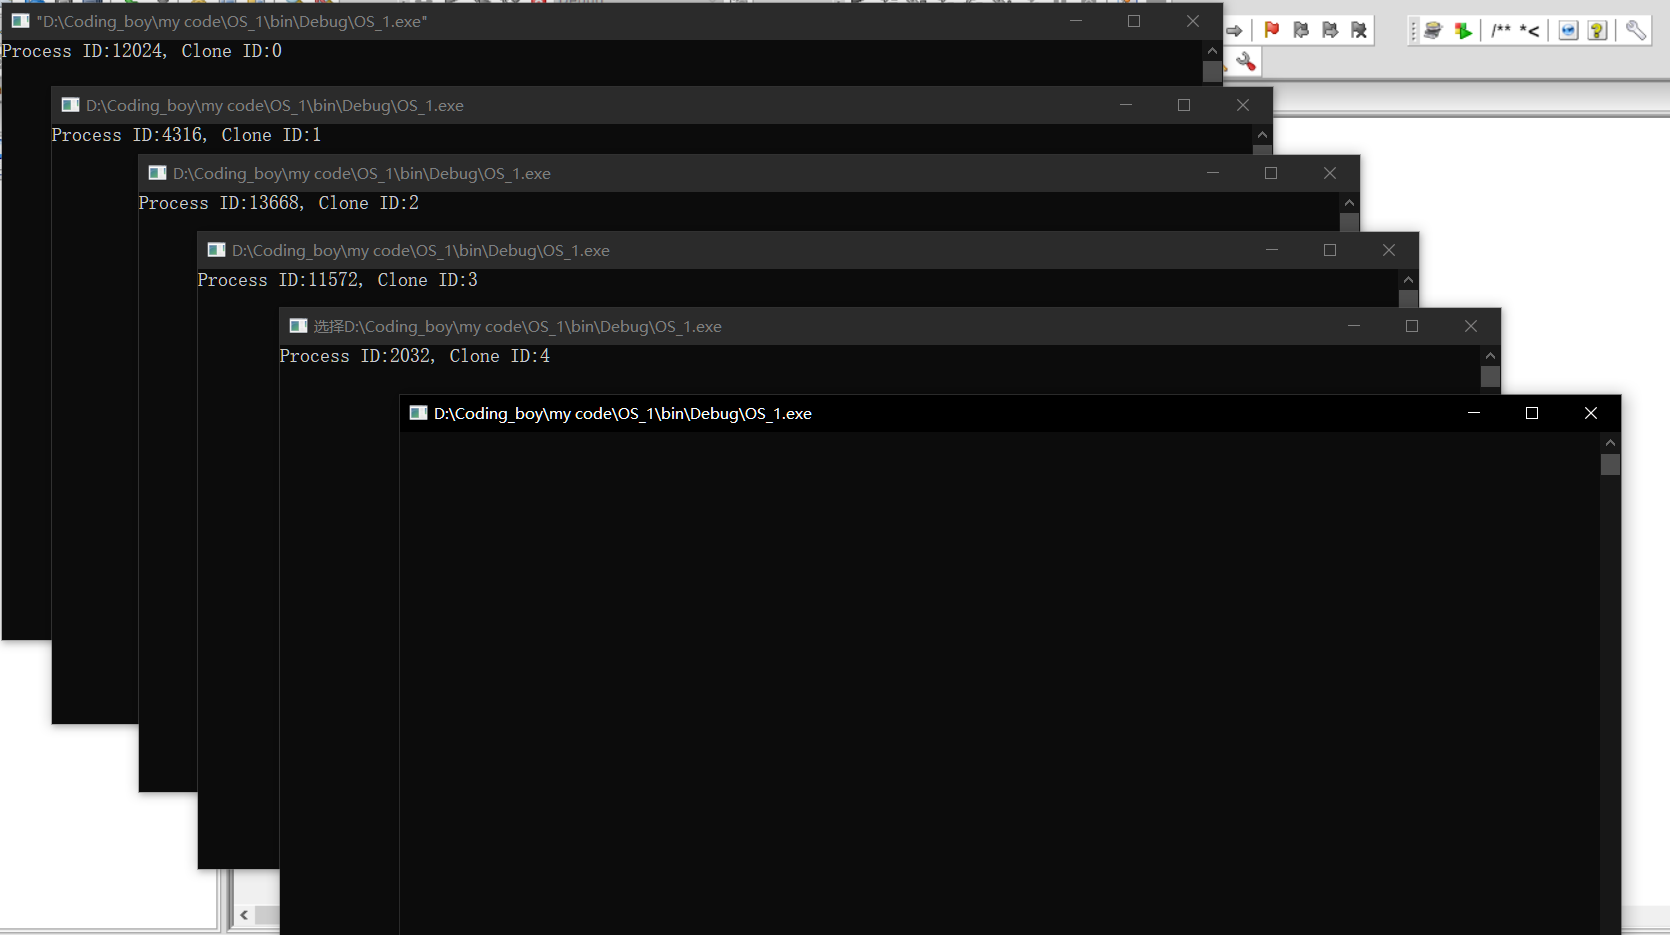 "D:\Coding_boy\my code\OS_1\bin\Debug\OS_1.exe"
Process ID:12024, Clone ID:0
/** *<
D:\Coding_boy\my code\OS_1\bin\Debug\OS_1.exe
Process ID:4316, Clone ID:1
D:\Coding_boy\my code\OS_1\bin\Debug\OS_1.exe
Process ID:13668, Clone ID:2
D:\Coding_boy\my code\OS_1\bin\Debug\OS_1.exe
Process ID:11572, Clone ID:3
选择D:\Coding_boy\my code\OS_1\bin\Debug\OS_1.exe
Process ID:2032, Clone ID:4
D:\Coding_boy\my code\OS_1\bin\Debug\OS_1.exe